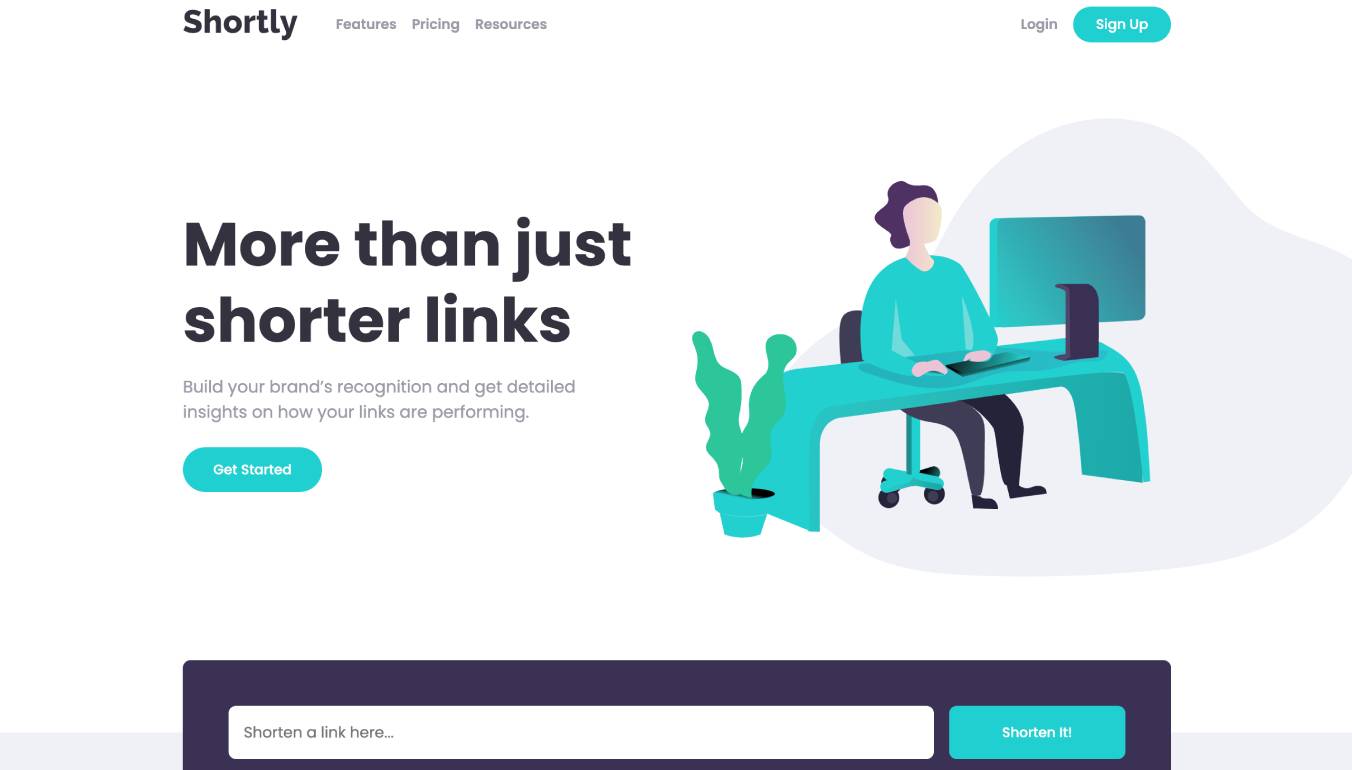 Shortly Features Pricing Resources Login Sign Up
More than just
shorter links
Build your brand’s recognition and get detailed
insights on how your links are performing.
Get Started
Shorten a link here... Shorten It!